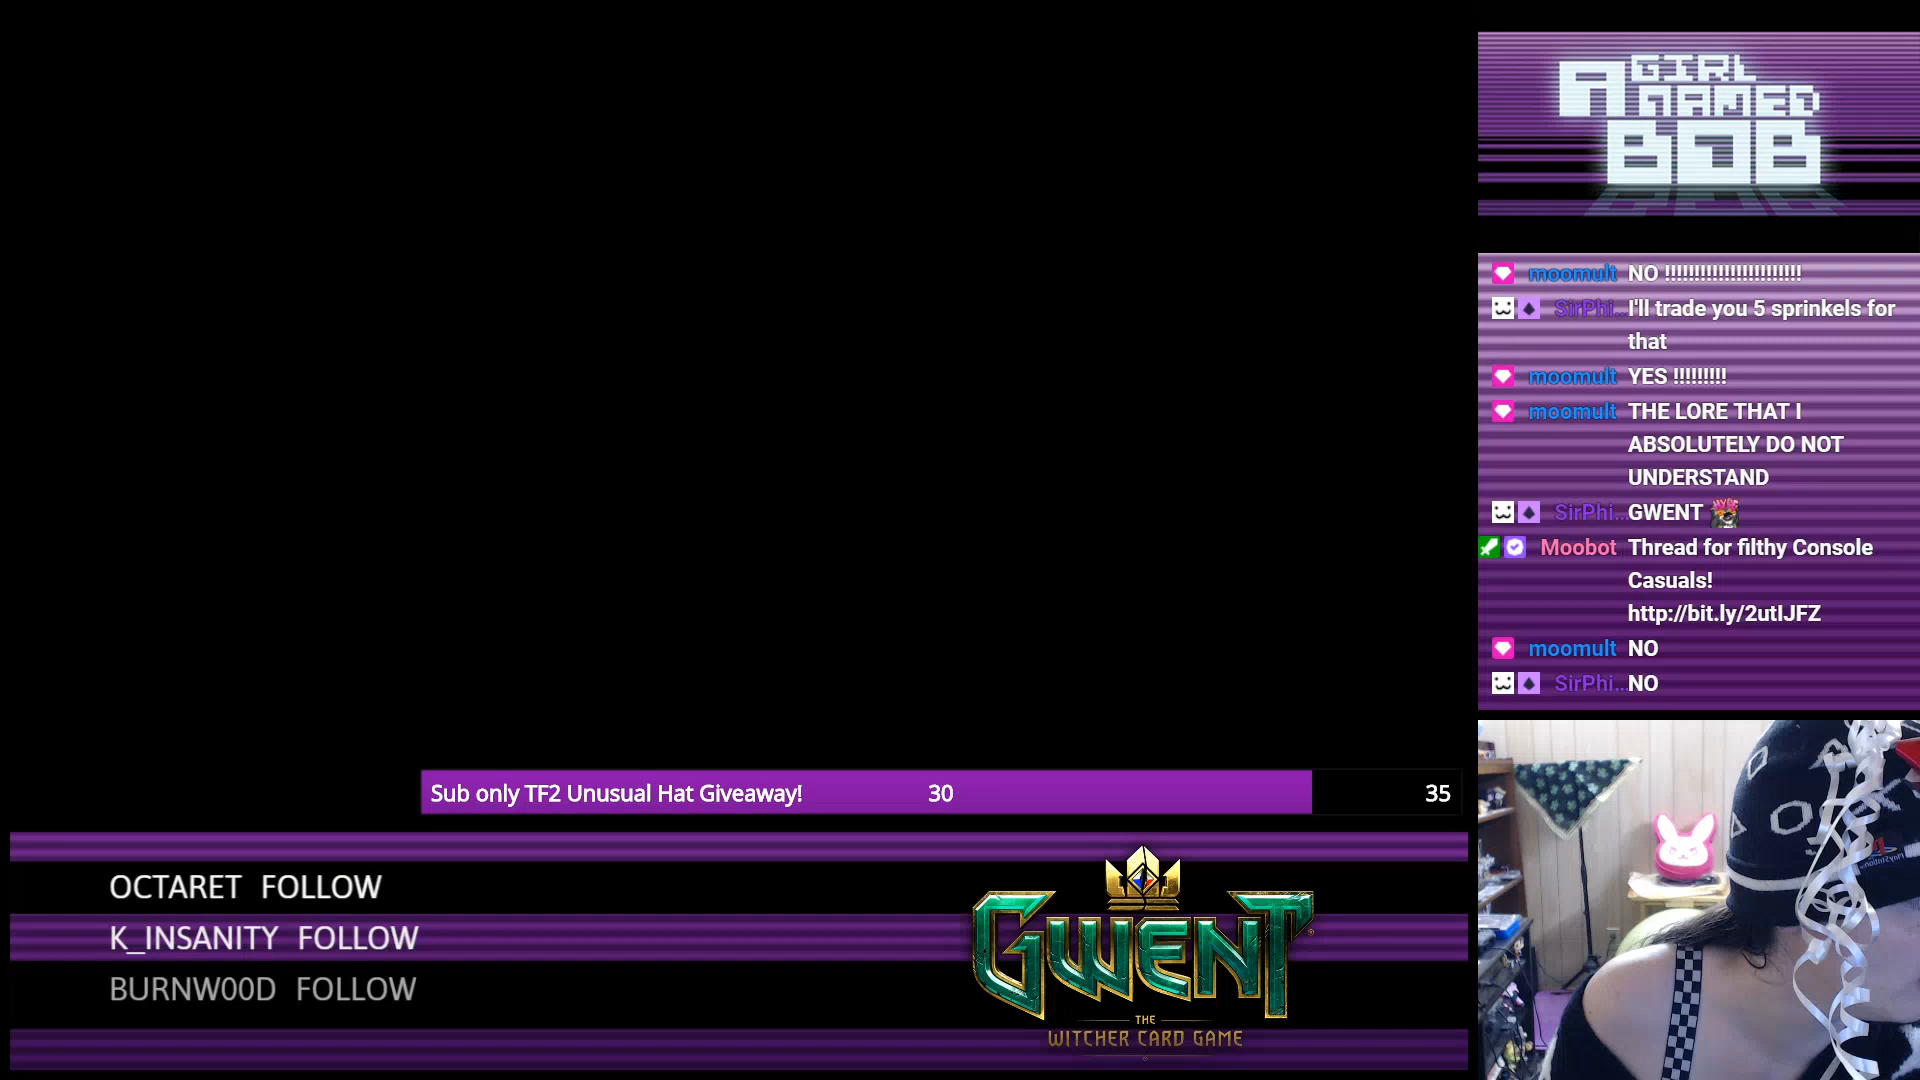 A GIRL
NAMED
BOB
moomult NO !!!!!!!!!!!!!!!!!!!!!!!
SirPhi... I'll trade you 5 sprinkels for
that
moomult YES !!!!!!!!!
moomult THE LORE THAT I
ABSOLUTELY DO NOT
UNDERSTAND
SirPhi... GWENT
Moobot Thread for filthy Console
Casuals!
http://bit.ly/2utIJFZ
moomult NO
SirPhi... NO
Sub only TF2 Unusual Hat Giveaway! 30 35
OCTARET FOLLOW
K_INSANITY FOLLOW
BURNW00D FOLLOW
GWENT
THE
WITCHER CARD GAME
PlayStation